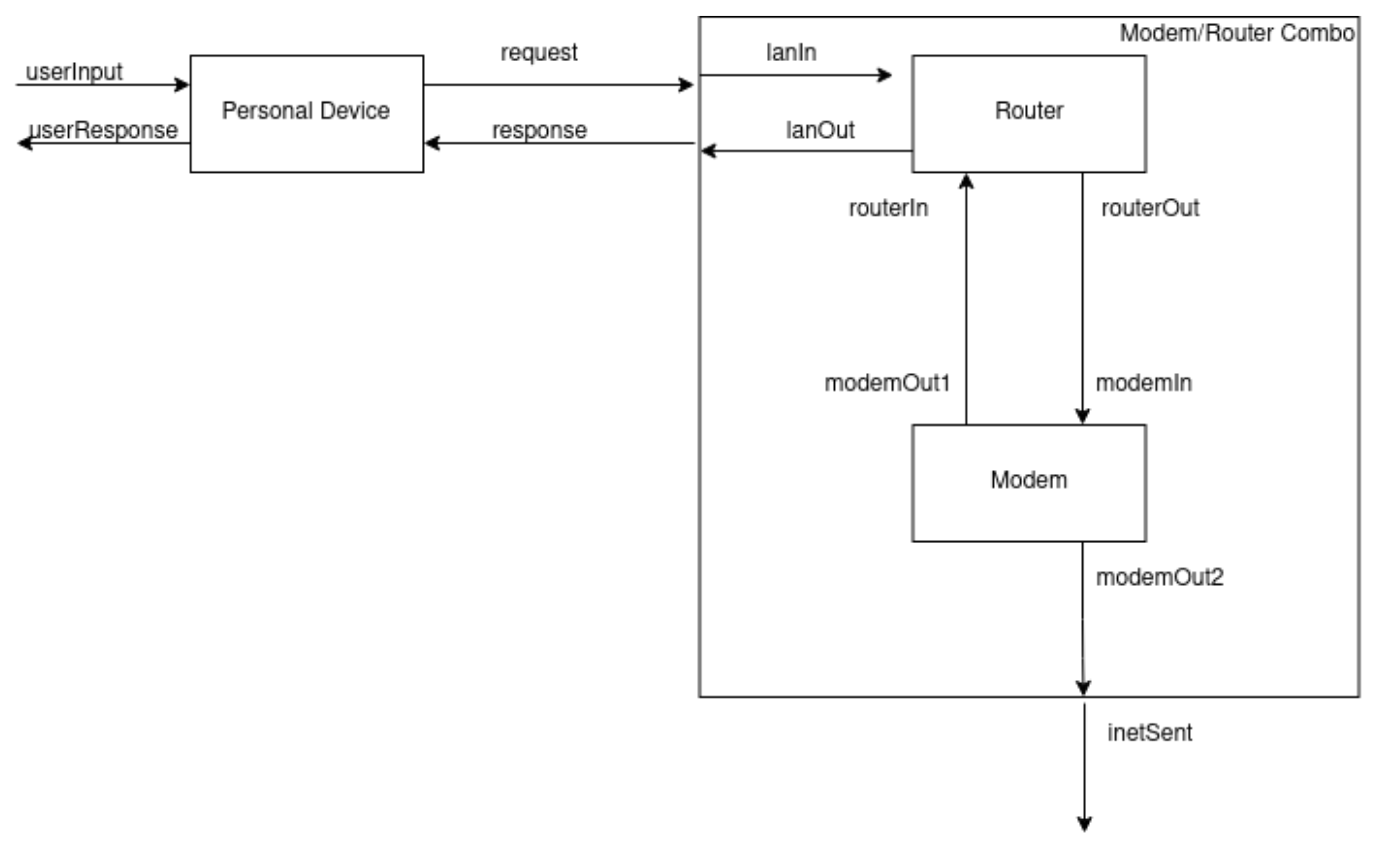 Modem/Router Combo
request
lanIn
userInput
Personal Device
Router
userResponse
response
lanOut
routerIn
routerOut
modemOut1
modemIn
Modem
modemOut2
inetSent